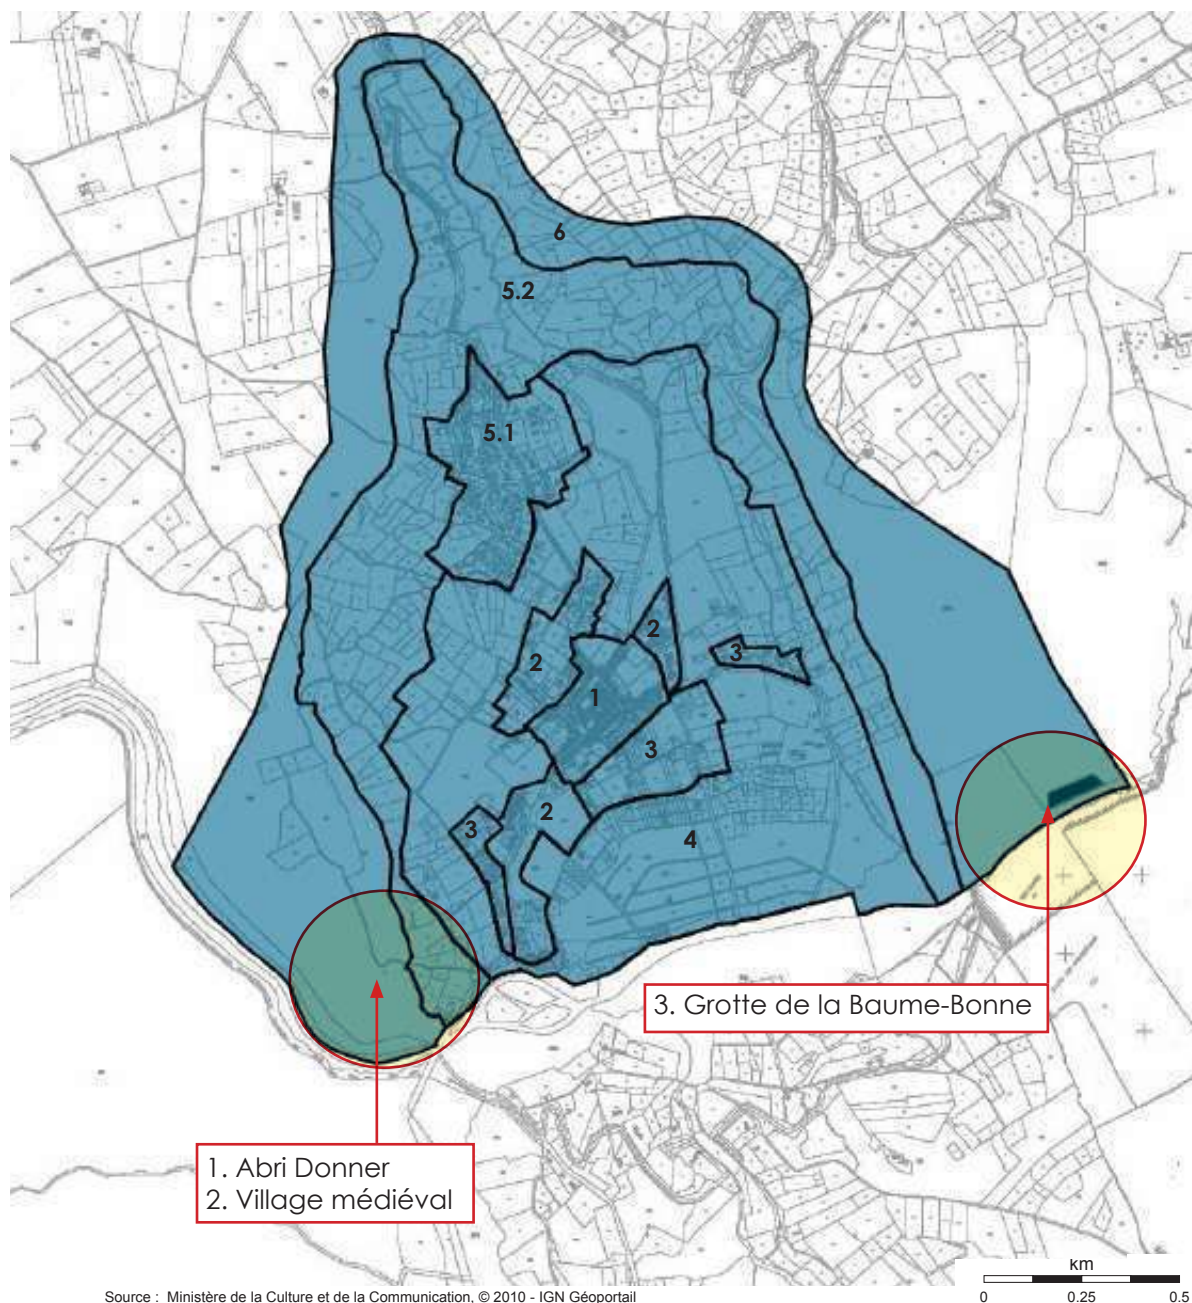 6
5.2
5.1
2
2
3
1
3
2
3
4
3. Grotte de la Baume-Bonne
1. Abri Donner
2. Village médiéval
km
0 0.25 0.5
Source : Ministère de la Culture et de la Communication, © 2010 - IGN Géoportail